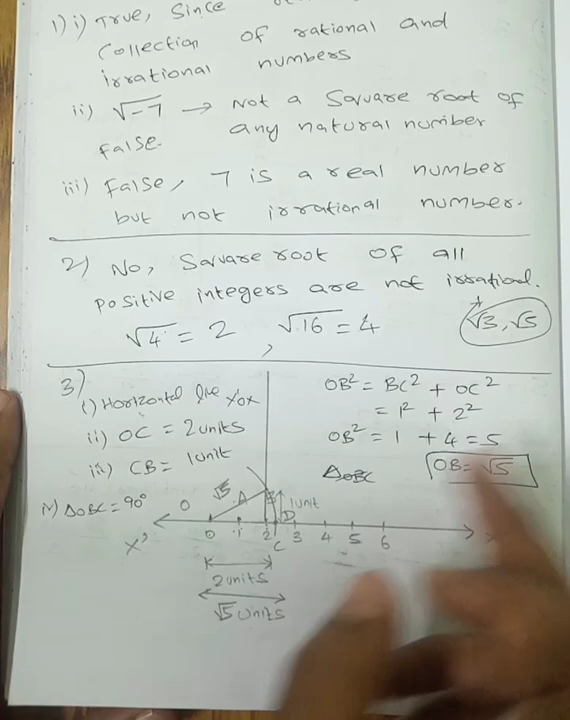 1) i) True, Since
Collection of rational and
irrational numbers
ii) √-7 → Not a Square root of
any natural number
False.
iii) False, 7 is a real number
but not irrational number.
2) No, Square root of all
Positive integers are not irrational.
√4 = 2 , √16 = 4
√3, √5
3)
i) Horizontal line X'OX
ii) OC = 2 units
iii) CB = 1 unit
iv) △OBC = 90°
OB² = BC² + OC²
= 1² + 2²
OB² = 1 + 4 = 5
△OBC
OB = √5
√5 A 1 unit
O D
0 1 2 3 4 5 6
X' C
2 units
√5 units